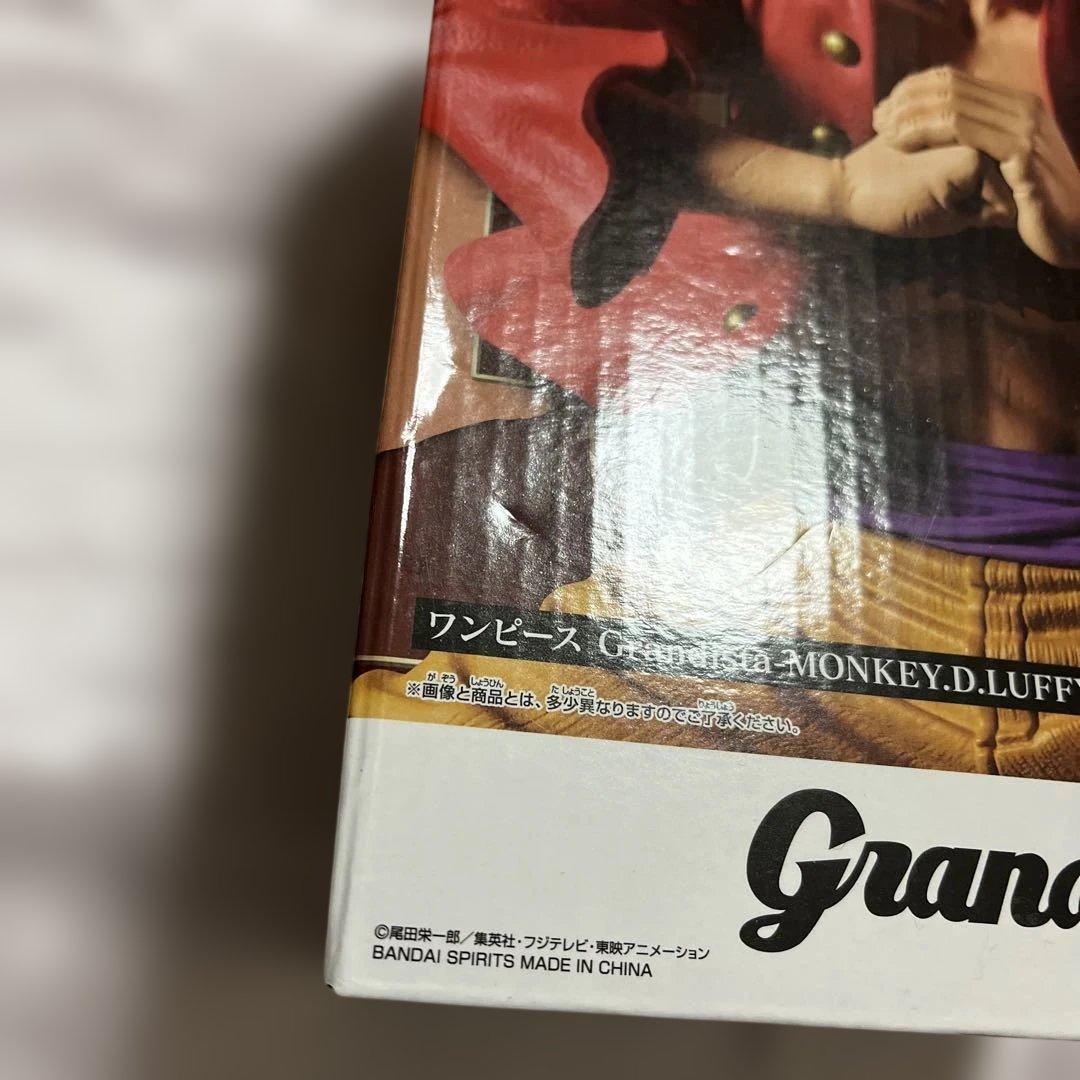 ワンピース Grandista-MONKEY.D.LUFFY
※画像と商品とは、多少異なりますのでご了承ください。
Grand
©尾田栄一郎／集英社・フジテレビ・東映アニメーション
BANDAI SPIRITS MADE IN CHINA